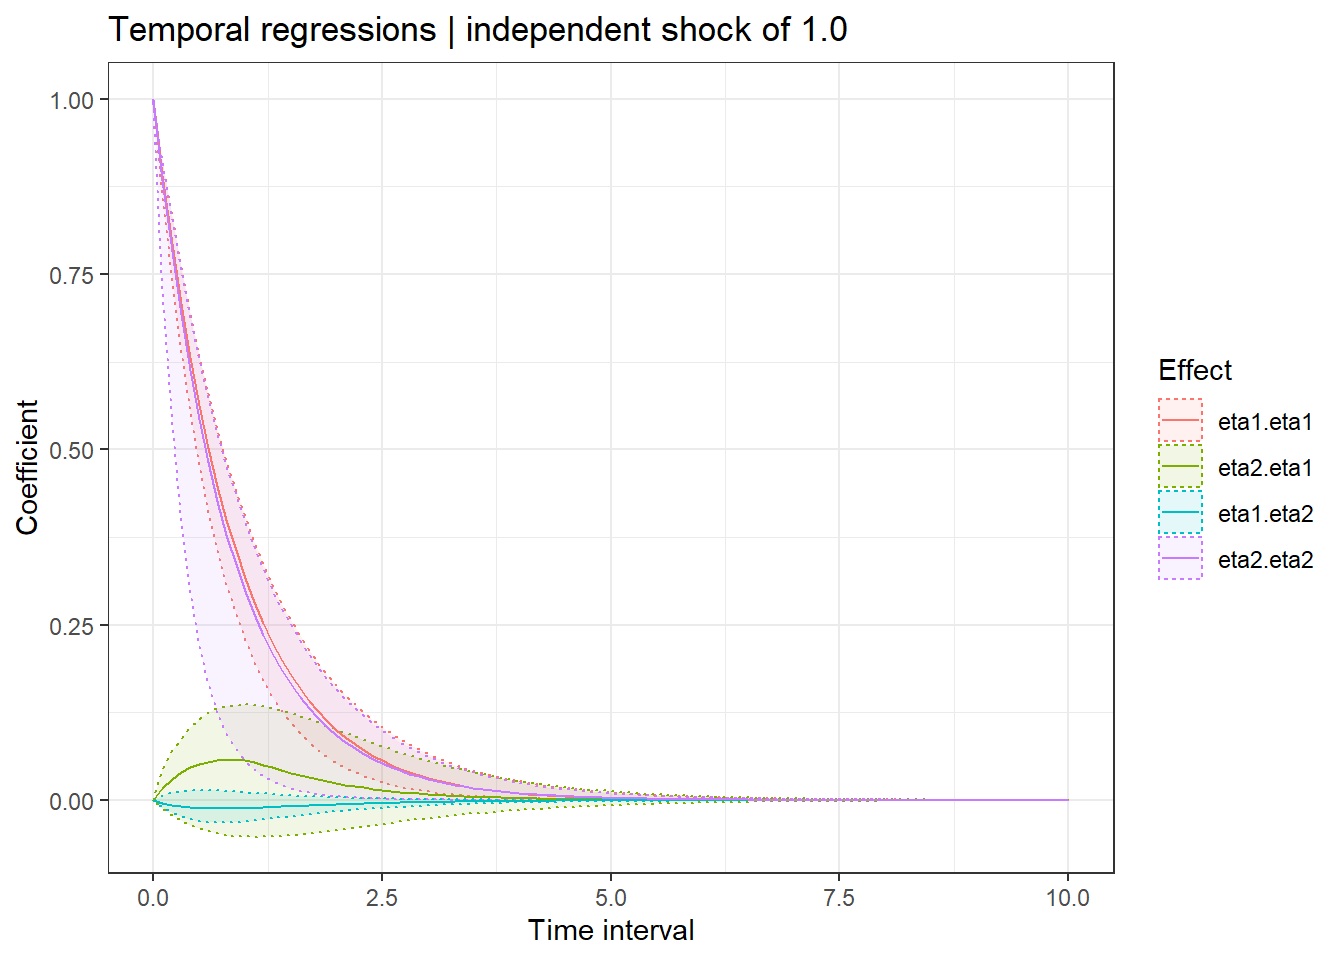 Temporal regressions | independent shock of 1.0
Coefficient
1.00
0.75
0.50
0.25
0.00
0.0 2.5 5.0 7.5 10.0
Time interval
Effect
eta1.eta1
eta2.eta1
eta1.eta2
eta2.eta2